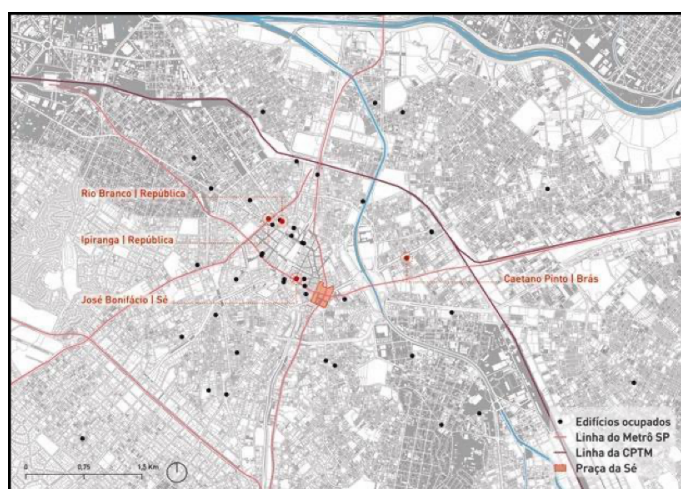 Rio Branco | República
Ipiranga | República
José Bonifácio | Sé
Caetano Pinto | Brás
Edifícios ocupados
Linha do Metrô SP
Linha da CPTM
Praça da Sé
0 0,75 1,5 Km